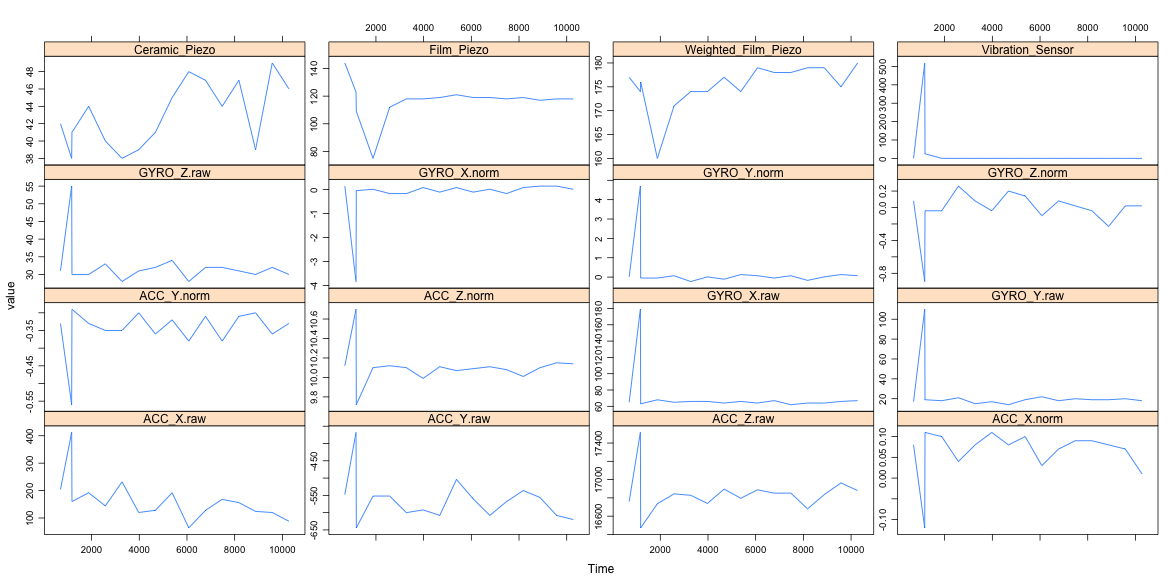 2000 4000 6000 8000 10000 2000 4000 6000 8000 10000
Ceramic_Piezo Film_Piezo Weighted_Film_Piezo Vibration_Sensor
38 40 42 44 46 48
80 100 120 140
160 165 170 175 180
0 100 200 300 400 500
GYRO_Z.raw GYRO_X.norm GYRO_Y.norm GYRO_Z.norm
30 35 40 45 50 55
-4 -3 -2 -1 0
0 1 2 3 4
-0.8 -0.4 0.0 0.2
ACC_Y.norm ACC_Z.norm GYRO_X.raw GYRO_Y.raw
-0.55 -0.45 -0.35
9.8 10.0 10.2 10.4 10.6
60 80 100 120 140 160 180
20 40 60 80 100
ACC_X.raw ACC_Y.raw ACC_Z.raw ACC_X.norm
100 200 300 400
-650 -550 -450
16600 17000 17400
-0.10 0.00 0.05 0.10
2000 4000 6000 8000 10000 2000 4000 6000 8000 10000
Time
value